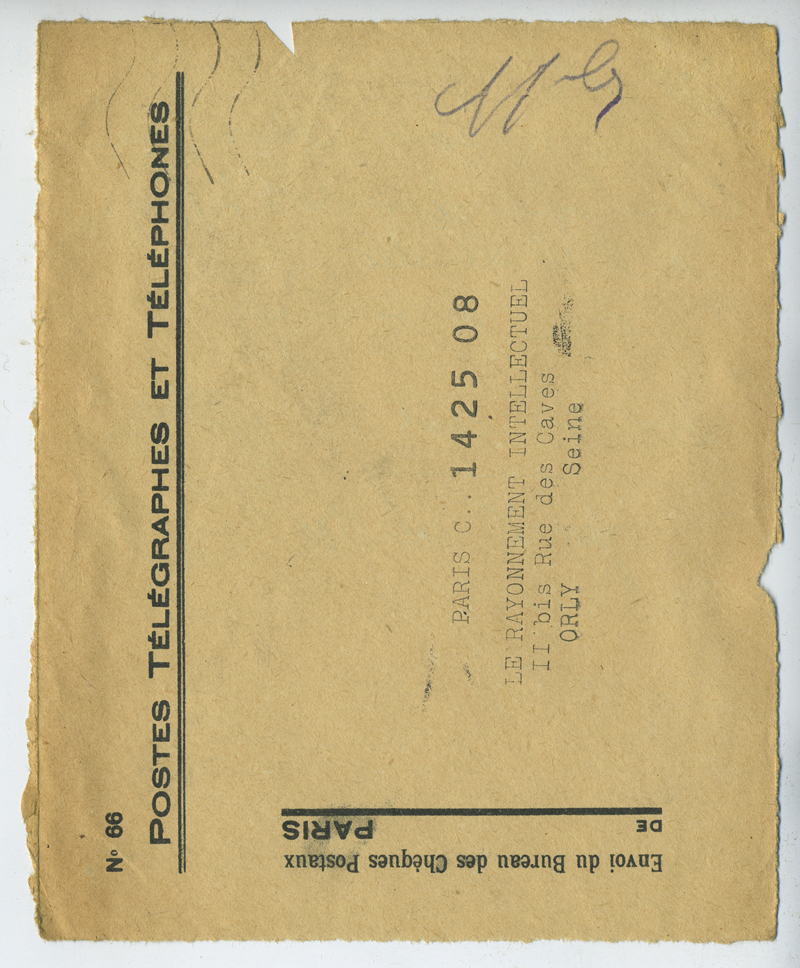 N° 66
POSTES TÉLÉGRAPHES ET TÉLÉPHONES
PARIS C.. 1425 08
LE RAYONNEMENT INTELLECTUEL
II bis Rue des Caves
ORLY Seine
Envoi du Bureau des Chèques Postaux
DE PARIS